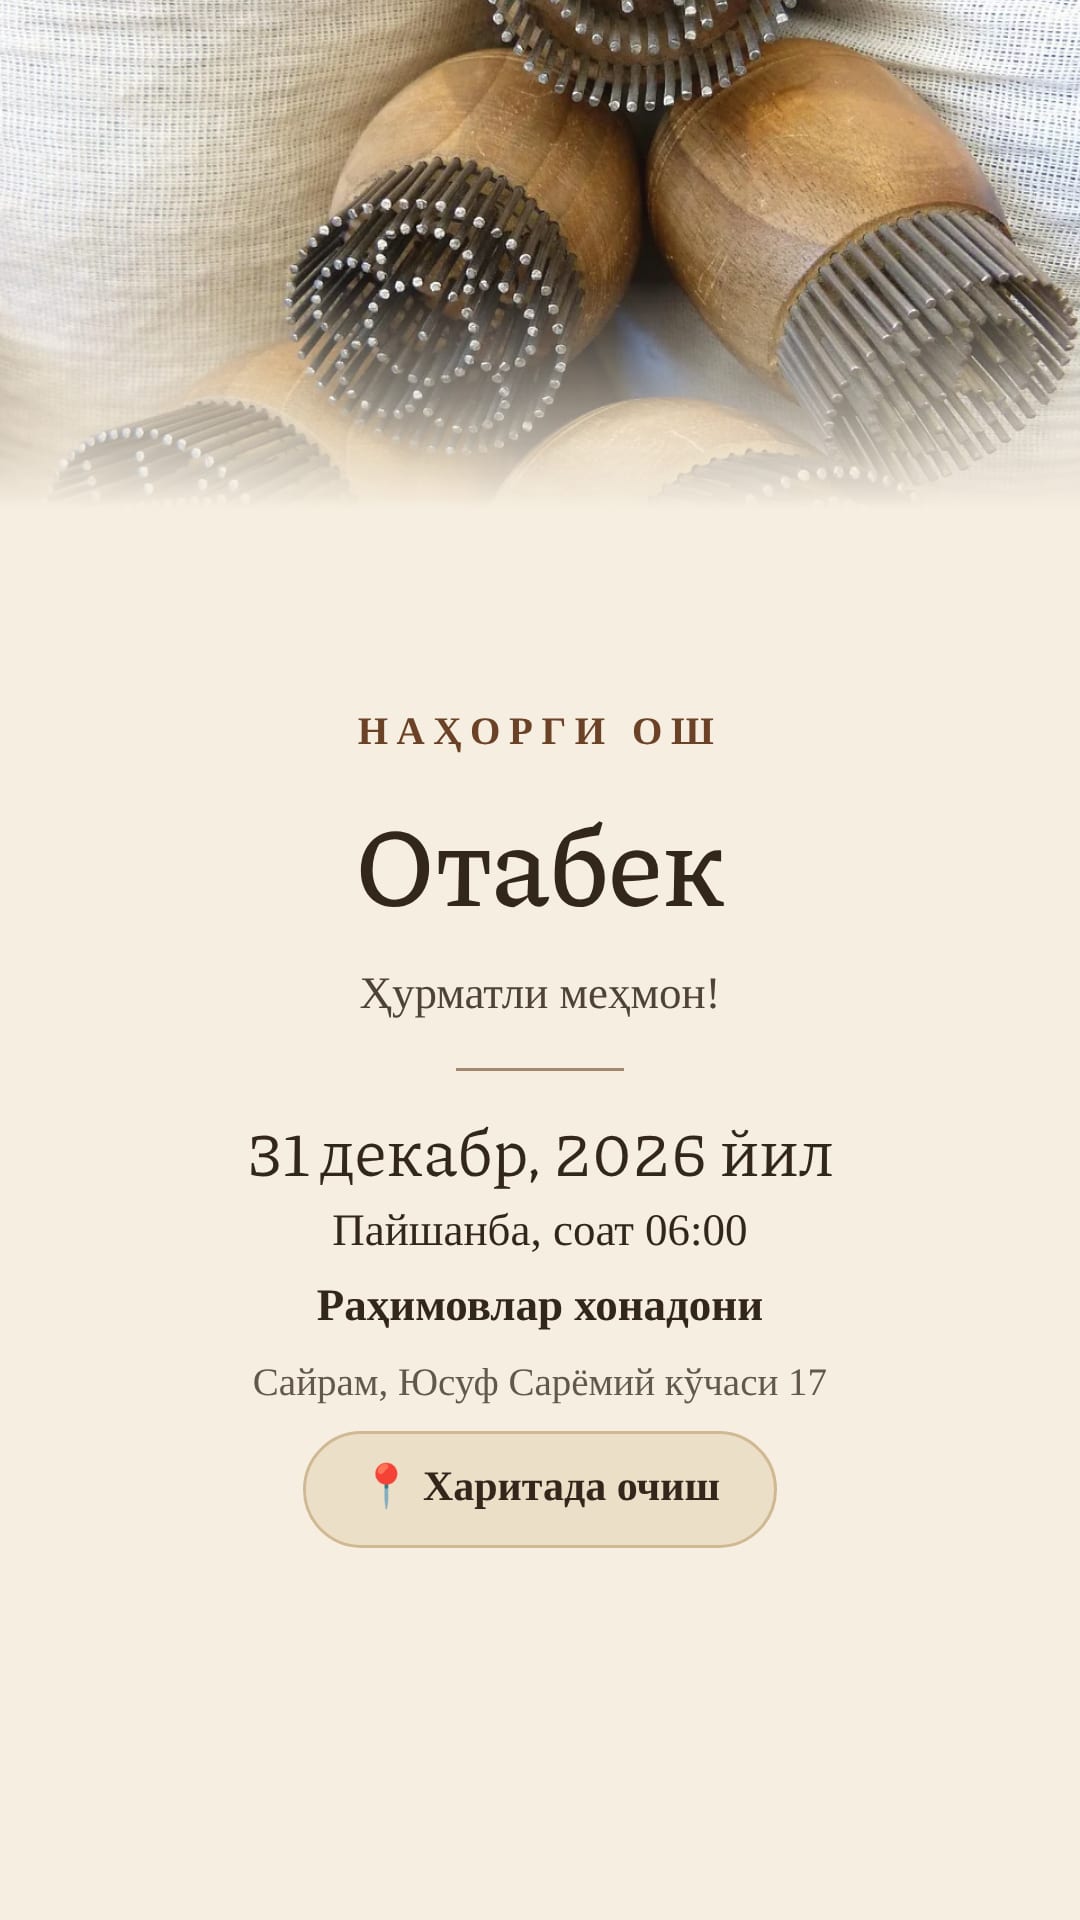 НАҲОРГИ ОШ
Отабек
Ҳурматли меҳмон!
31 декабр, 2026 йил
Пайшанба, соат 06:00
Раҳимовлар хонадони
Сайрам, Юсуф Сарёмий кўчаси 17
📍 Харитада очиш